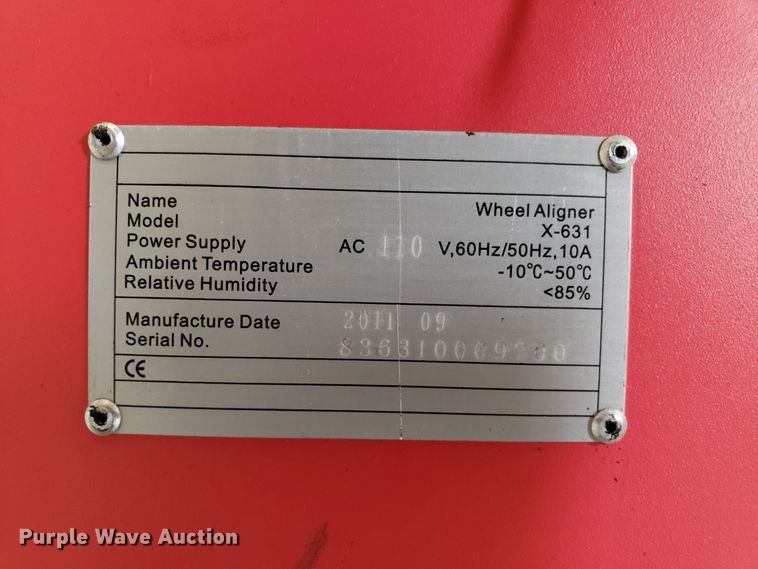 Name Wheel Aligner
Model X-631
Power Supply AC 110 V,60Hz/50Hz,10A
Ambient Temperature -10℃~50℃
Relative Humidity <85%
Manufacture Date 2011 09
Serial No.
CE
Purple Wave Auction